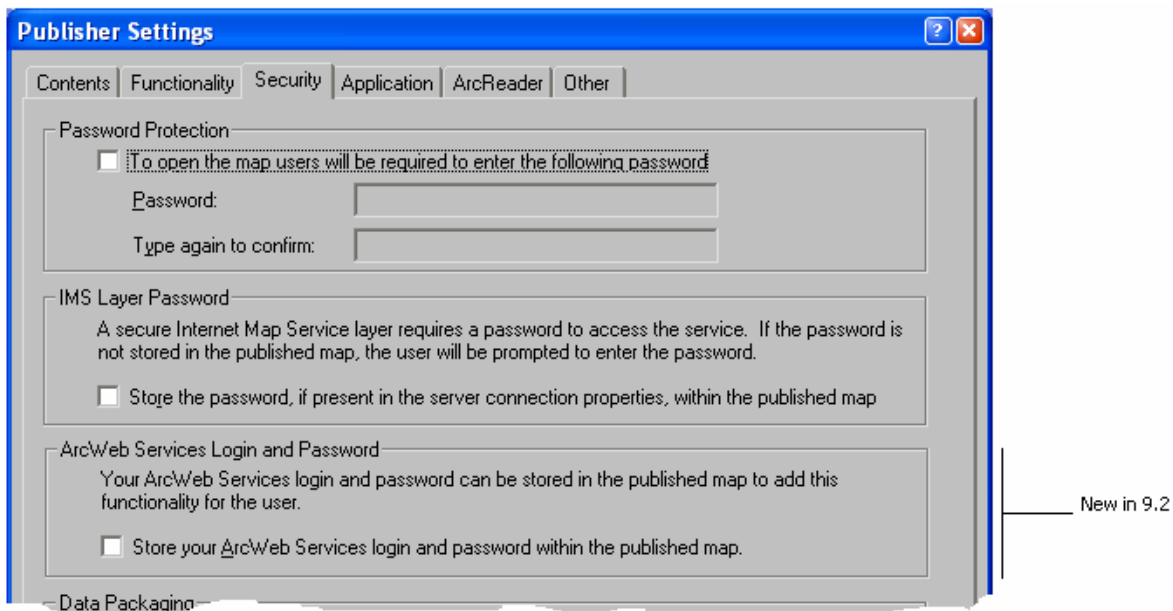 Publisher Settings
Contents Functionality Security Application ArcReader Other
Password Protection
To open the map users will be required to enter the following password
Password:
Type again to confirm:
IMS Layer Password
A secure Internet Map Service layer requires a password to access the service. If the password is
not stored in the published map, the user will be prompted to enter the password.
Store the password, if present in the server connection properties, within the published map
ArcWeb Services Login and Password
Your ArcWeb Services login and password can be stored in the published map to add this
functionality for the user.
Store your ArcWeb Services login and password within the published map.
New in 9.2
Data Packaging